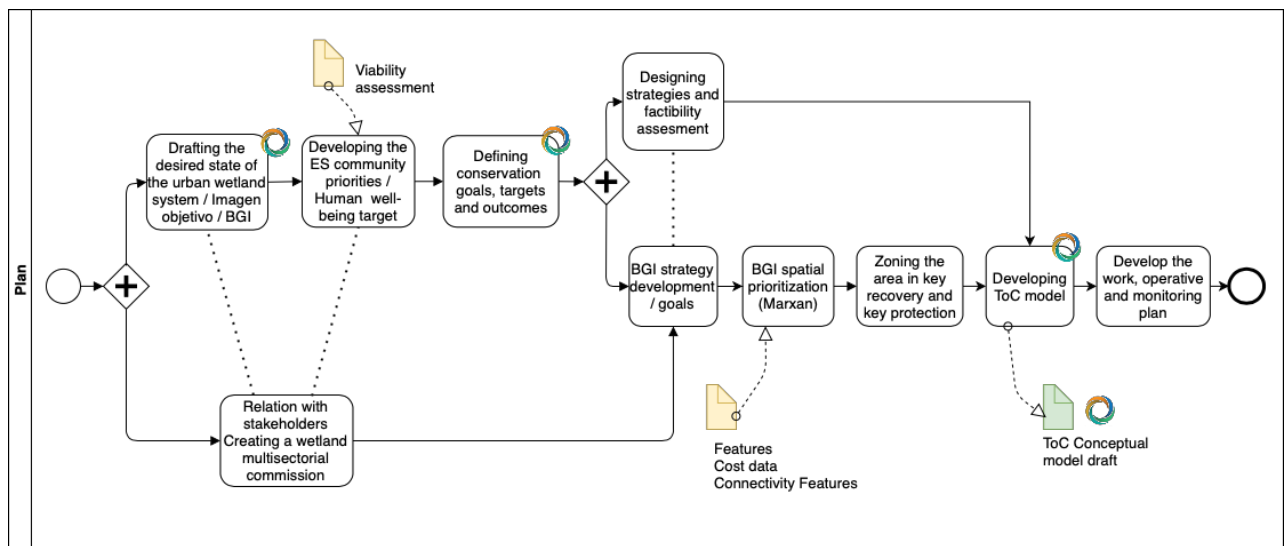 Plan
Viability
assessment
Drafting the
desired state of
the urban wetland
system / Imagen
objetivo / BGI
Developing the
ES community
priorities /
Human well-
being target
Defining
conservation
goals, targets
and outcomes
Designing
strategies and
factibility
assesment
BGI strategy
development
/ goals
BGI spatial
prioritization
(Marxan)
Zoning the
area in key
recovery and
key protection
Developing
ToC model
Develop the
work, operative
and monitoring
plan
Relation with
stakeholders
Creating a wetland
multisectorial
commission
Features
Cost data
Connectivity Features
ToC Conceptual
model draft